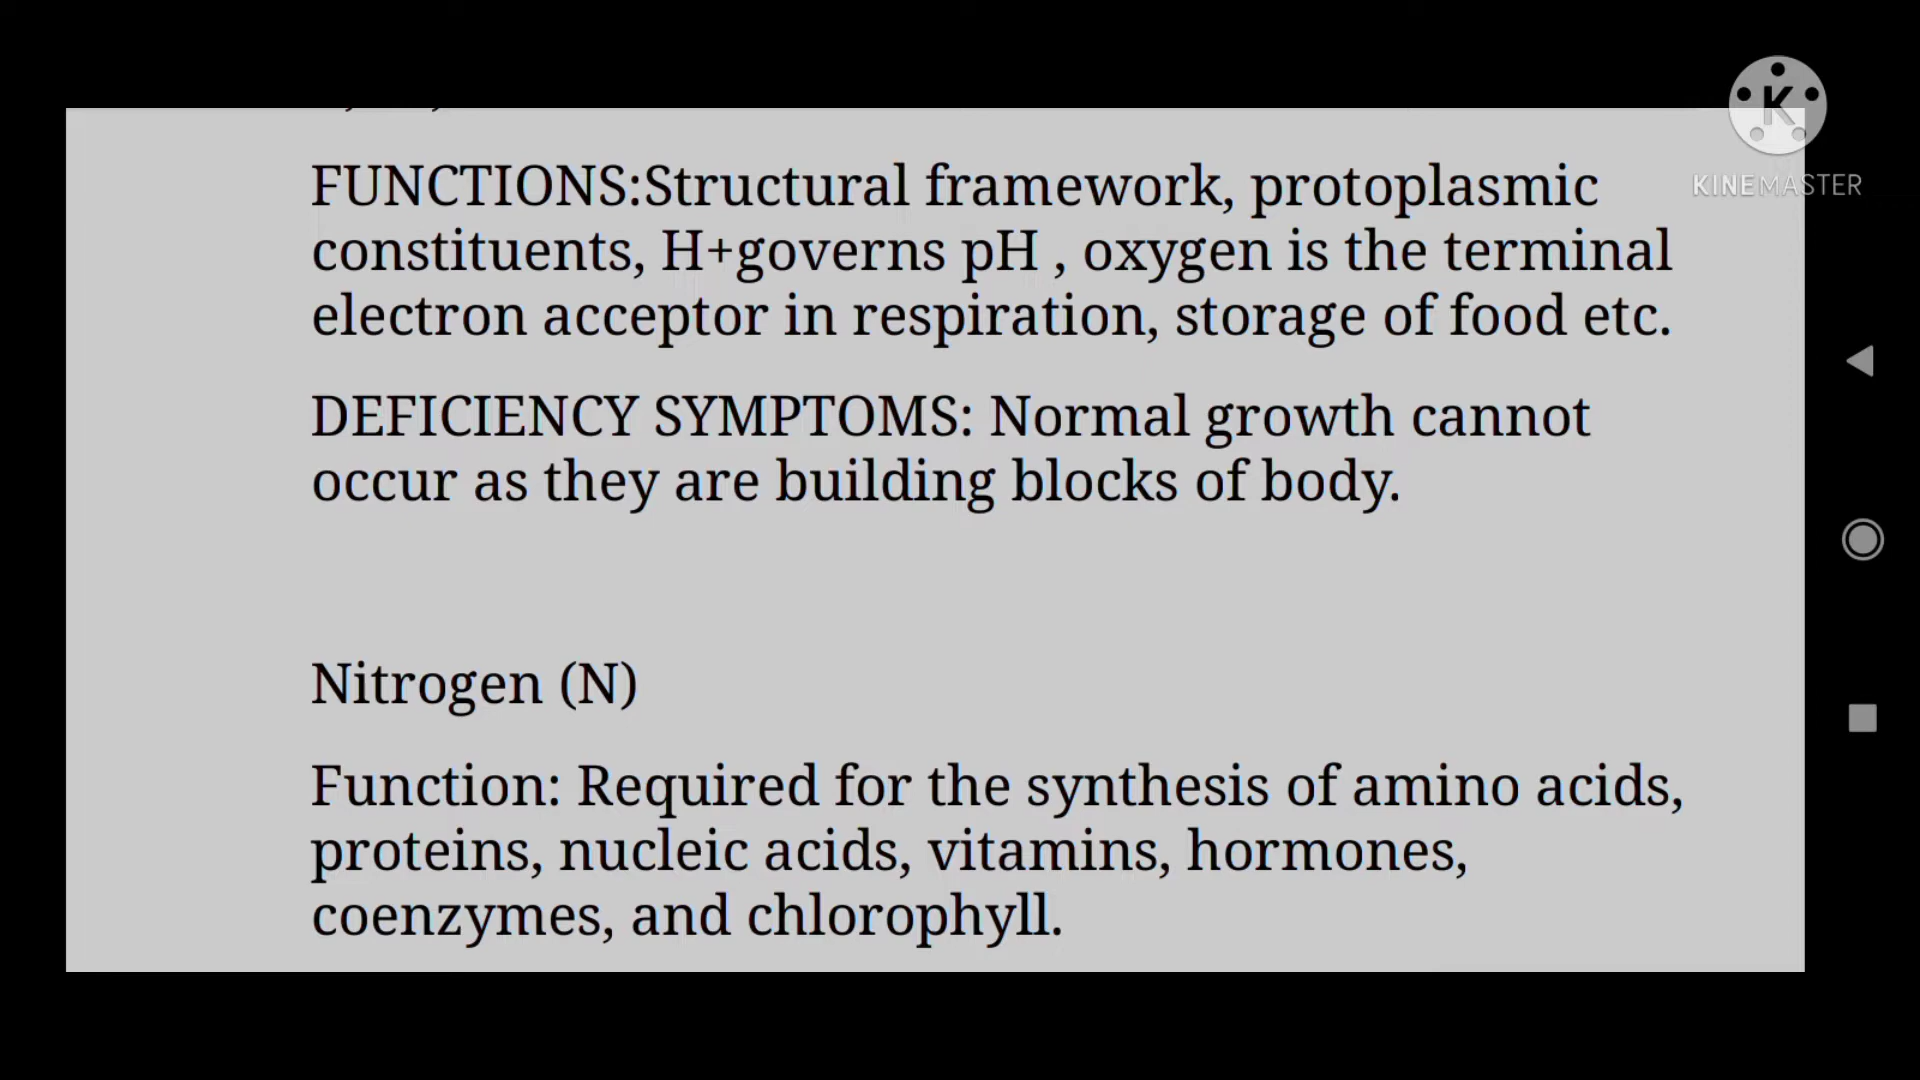 FUNCTIONS:Structural framework, protoplasmic
constituents, H+governs pH , oxygen is the terminal
electron acceptor in respiration, storage of food etc.
DEFICIENCY SYMPTOMS: Normal growth cannot
occur as they are building blocks of body.
Nitrogen (N)
Function: Required for the synthesis of amino acids,
proteins, nucleic acids, vitamins, hormones,
coenzymes, and chlorophyll.
K
KINEMASTER